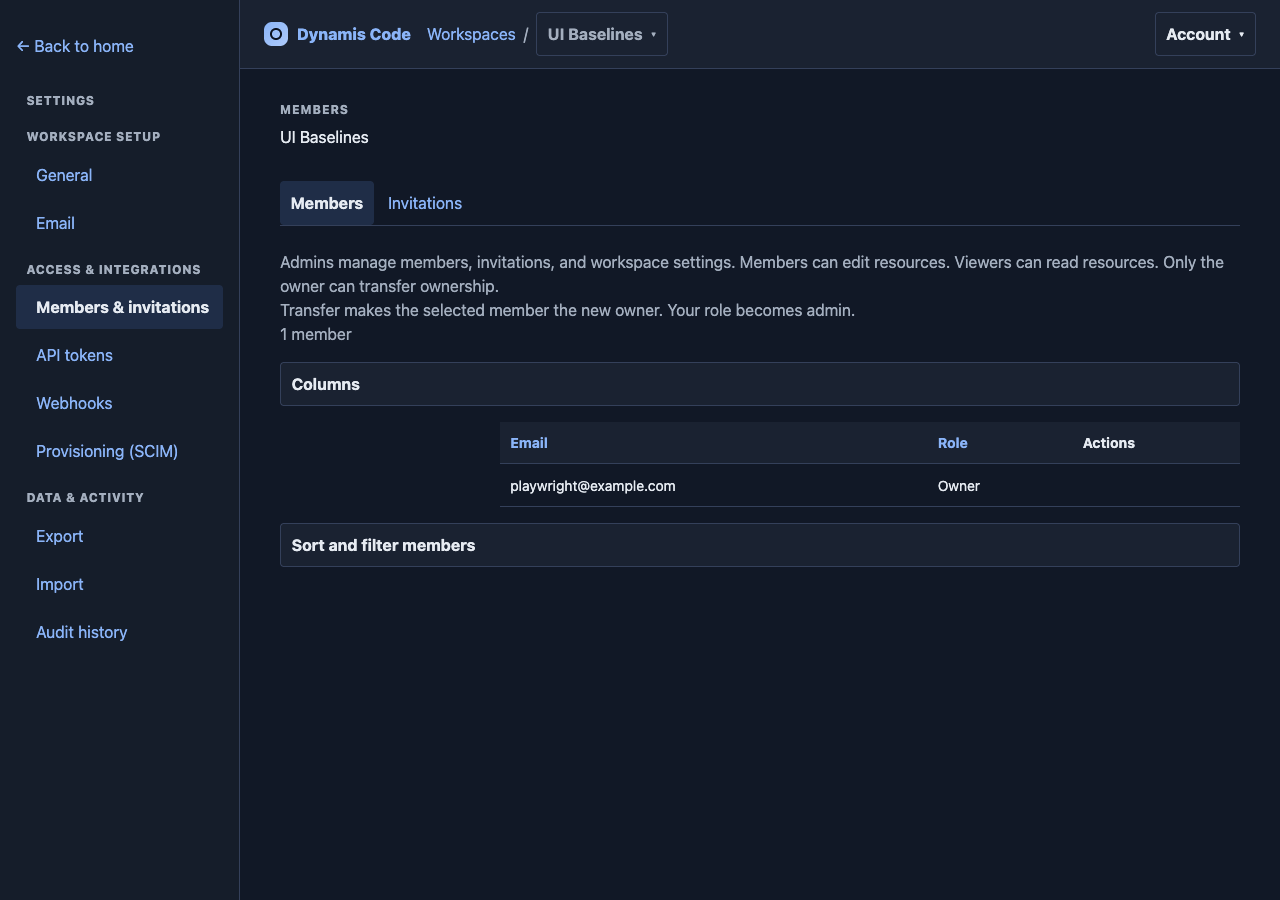 ← Back to home
SETTINGS
WORKSPACE SETUP
General
Email
ACCESS & INTEGRATIONS
Members & invitations
API tokens
Webhooks
Provisioning (SCIM)
DATA & ACTIVITY
Export
Import
Audit history
Dynamis Code Workspaces / UI Baselines ▾
Account ▾
MEMBERS
UI Baselines
Members Invitations
Admins manage members, invitations, and workspace settings. Members can edit resources. Viewers can read resources. Only the
owner can transfer ownership.
Transfer makes the selected member the new owner. Your role becomes admin.
1 member
Columns
Email Role Actions
playwright@example.com Owner
Sort and filter members